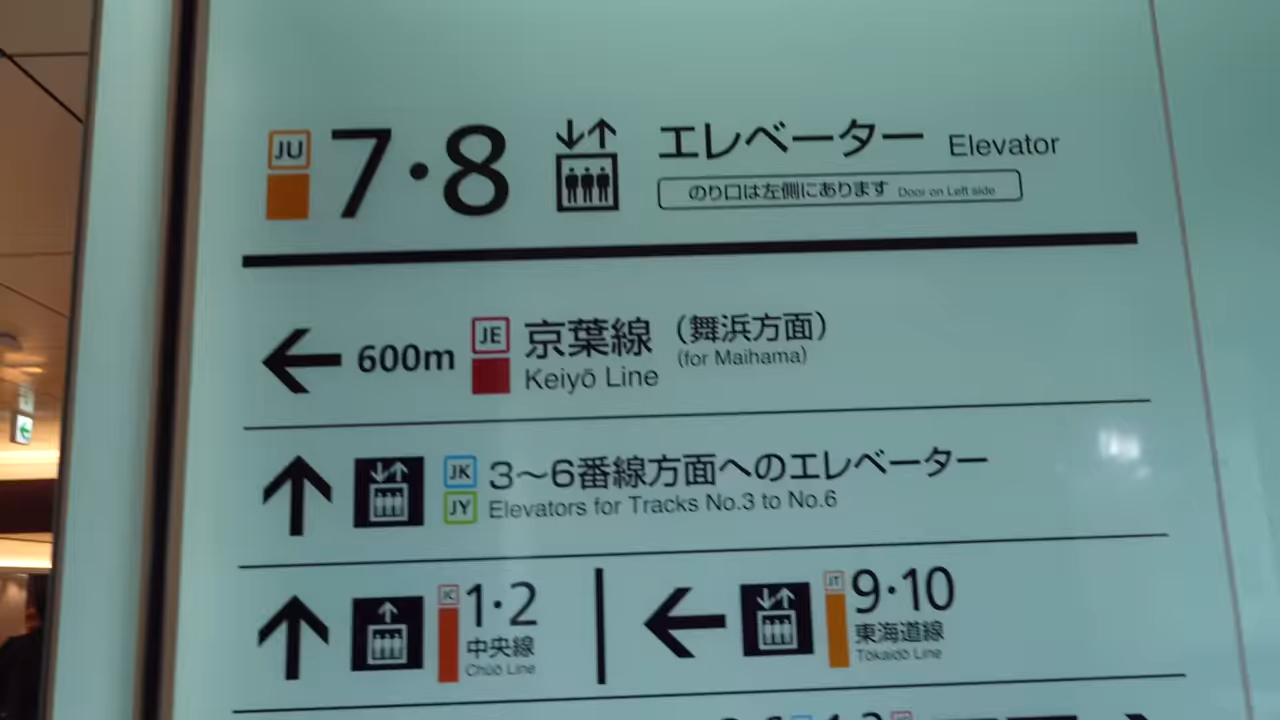 JU 7・8 エレベーター Elevator
のり口は左側にあります Door on Left side
600m JE 京葉線 (舞浜方面)
Keiyō Line (for Maihama)
JK 3〜6番線方面へのエレベーター
JY Elevators for Tracks No.3 to No.6
JC 1・2
中央線
Chūō Line
JT 9・10
東海道線
Tōkaidō Line